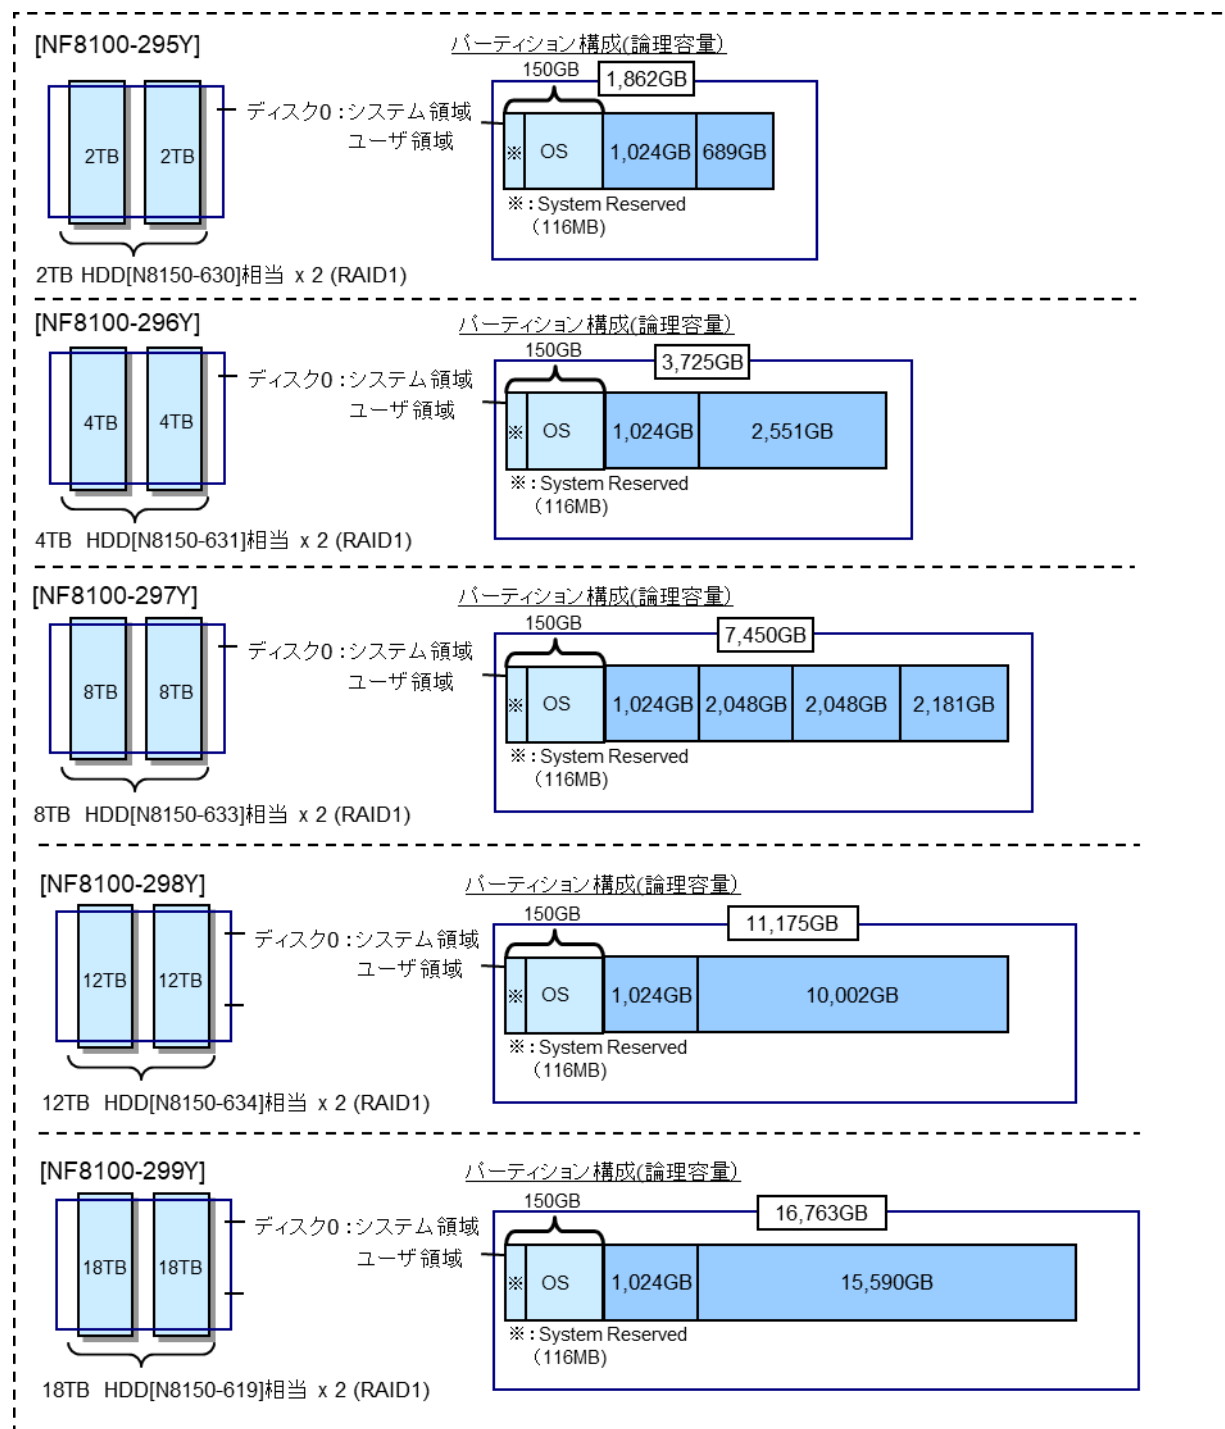 [NF8100-295Y]
パーティション構成(論理容量)
150GB
1,862GB
ディスク0：システム領域
ユーザ領域
2TB 2TB
※ OS 1,024GB 689GB
※：System Reserved
（116MB)
2TB HDD[N8150-630]相当 x 2 (RAID1)
[NF8100-296Y]
パーティション構成(論理容量)
150GB
3,725GB
ディスク0：システム領域
ユーザ領域
4TB 4TB
※ OS 1,024GB 2,551GB
※：System Reserved
（116MB)
4TB HDD[N8150-631]相当 x 2 (RAID1)
[NF8100-297Y]
パーティション構成(論理容量)
150GB
7,450GB
ディスク0：システム領域
ユーザ領域
8TB 8TB
※ OS 1,024GB 2,048GB 2,048GB 2,181GB
※：System Reserved
（116MB)
8TB HDD[N8150-633]相当 x 2 (RAID1)
[NF8100-298Y]
パーティション構成(論理容量)
150GB
11,175GB
ディスク0：システム領域
ユーザ領域
12TB 12TB
※ OS 1,024GB 10,002GB
※：System Reserved
（116MB)
12TB HDD[N8150-634]相当 x 2 (RAID1)
[NF8100-299Y]
パーティション構成(論理容量)
150GB
16,763GB
ディスク0：システム領域
ユーザ領域
18TB 18TB
※ OS 1,024GB 15,590GB
※：System Reserved
（116MB)
18TB HDD[N8150-619]相当 x 2 (RAID1)